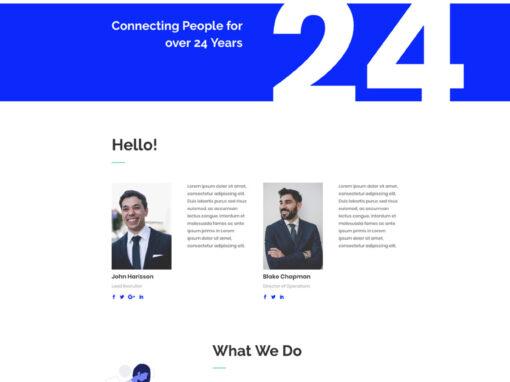 Connecting People for
over 24 Years
24
Hello!
Lorem ipsum dolor sit amet,
consectetur adipiscing elit.
Duis lobortis purus sed risus
euismod, ac accumsan
lectus congue. Interdum et
malesuada fames ac ante
ipsum primis in Lorem
ipsum dolor sit amet,
consectetur adipiscing elit.
John Harisson
Lead Recruiter
Lorem ipsum dolor sit amet,
consectetur adipiscing elit.
Duis lobortis purus sed risus
euismod, ac accumsan
lectus congue. Interdum et
malesuada fames ac ante
ipsum primis in Lorem
ipsum dolor sit amet,
consectetur adipiscing elit.
Blake Chapman
Director of Operations
What We Do